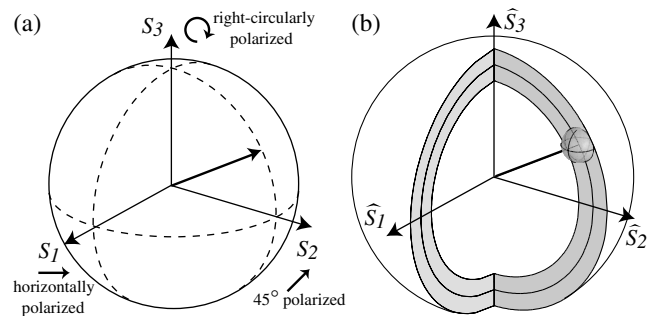 (a)
S3
right-circularly
polarized
S1
horizontally
polarized
S2
45° polarized
(b)
Ŝ3
Ŝ1
Ŝ2